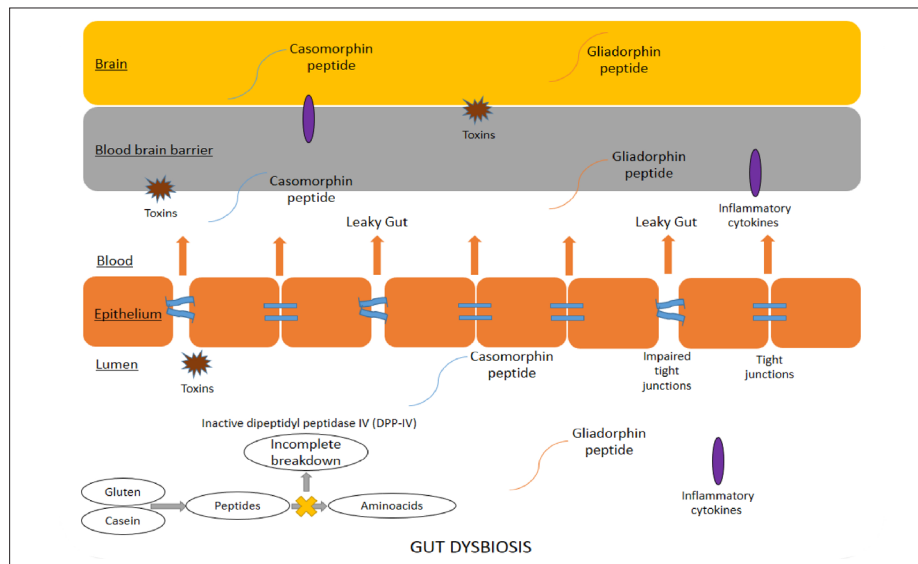 Brain
Casomorphin
peptide
Gliadorphin
peptide
Toxins
Blood brain barrier
Casomorphin
peptide
Gliadorphin
peptide
Toxins
Inflammatory
cytokines
Leaky Gut
Leaky Gut
Blood
Epithelium
Lumen
Toxins
Casomorphin
peptide
Impaired
tight
junctions
Tight
junctions
Inactive dipeptidyl peptidase IV (DPP-IV)
Incomplete
breakdown
Gliadorphin
peptide
Gluten
Casein
Peptides
Aminoacids
Inflammatory
cytokines
GUT DYSBIOSIS